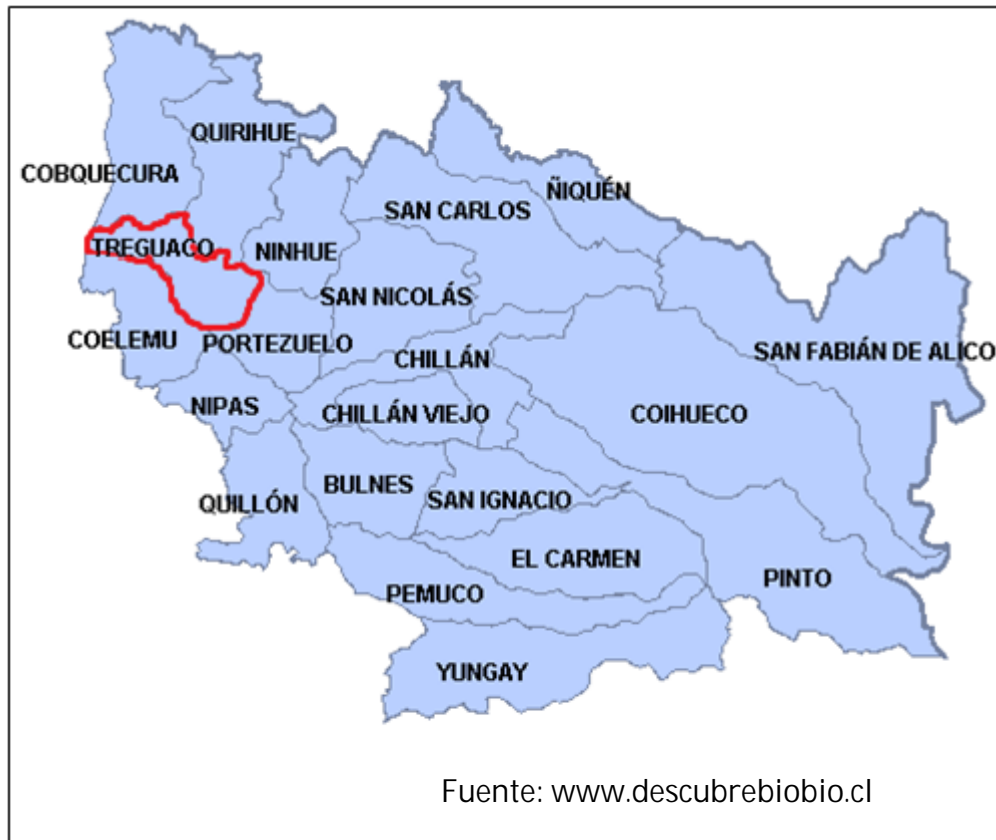 QUIRIHUE
COBQUECURA
ÑIQUÉN
SAN CARLOS
TREGUACO
NINHUE
SAN NICOLÁS
COELEMU
PORTEZUELO
CHILLÁN
SAN FABIÁN DE ALICO
NIPAS
CHILLÁN VIEJO
COIHUECO
QUILLÓN
BULNES
SAN IGNACIO
EL CARMEN
PINTO
PEMUCO
YUNGAY
Fuente: www.descubrebiobio.cl